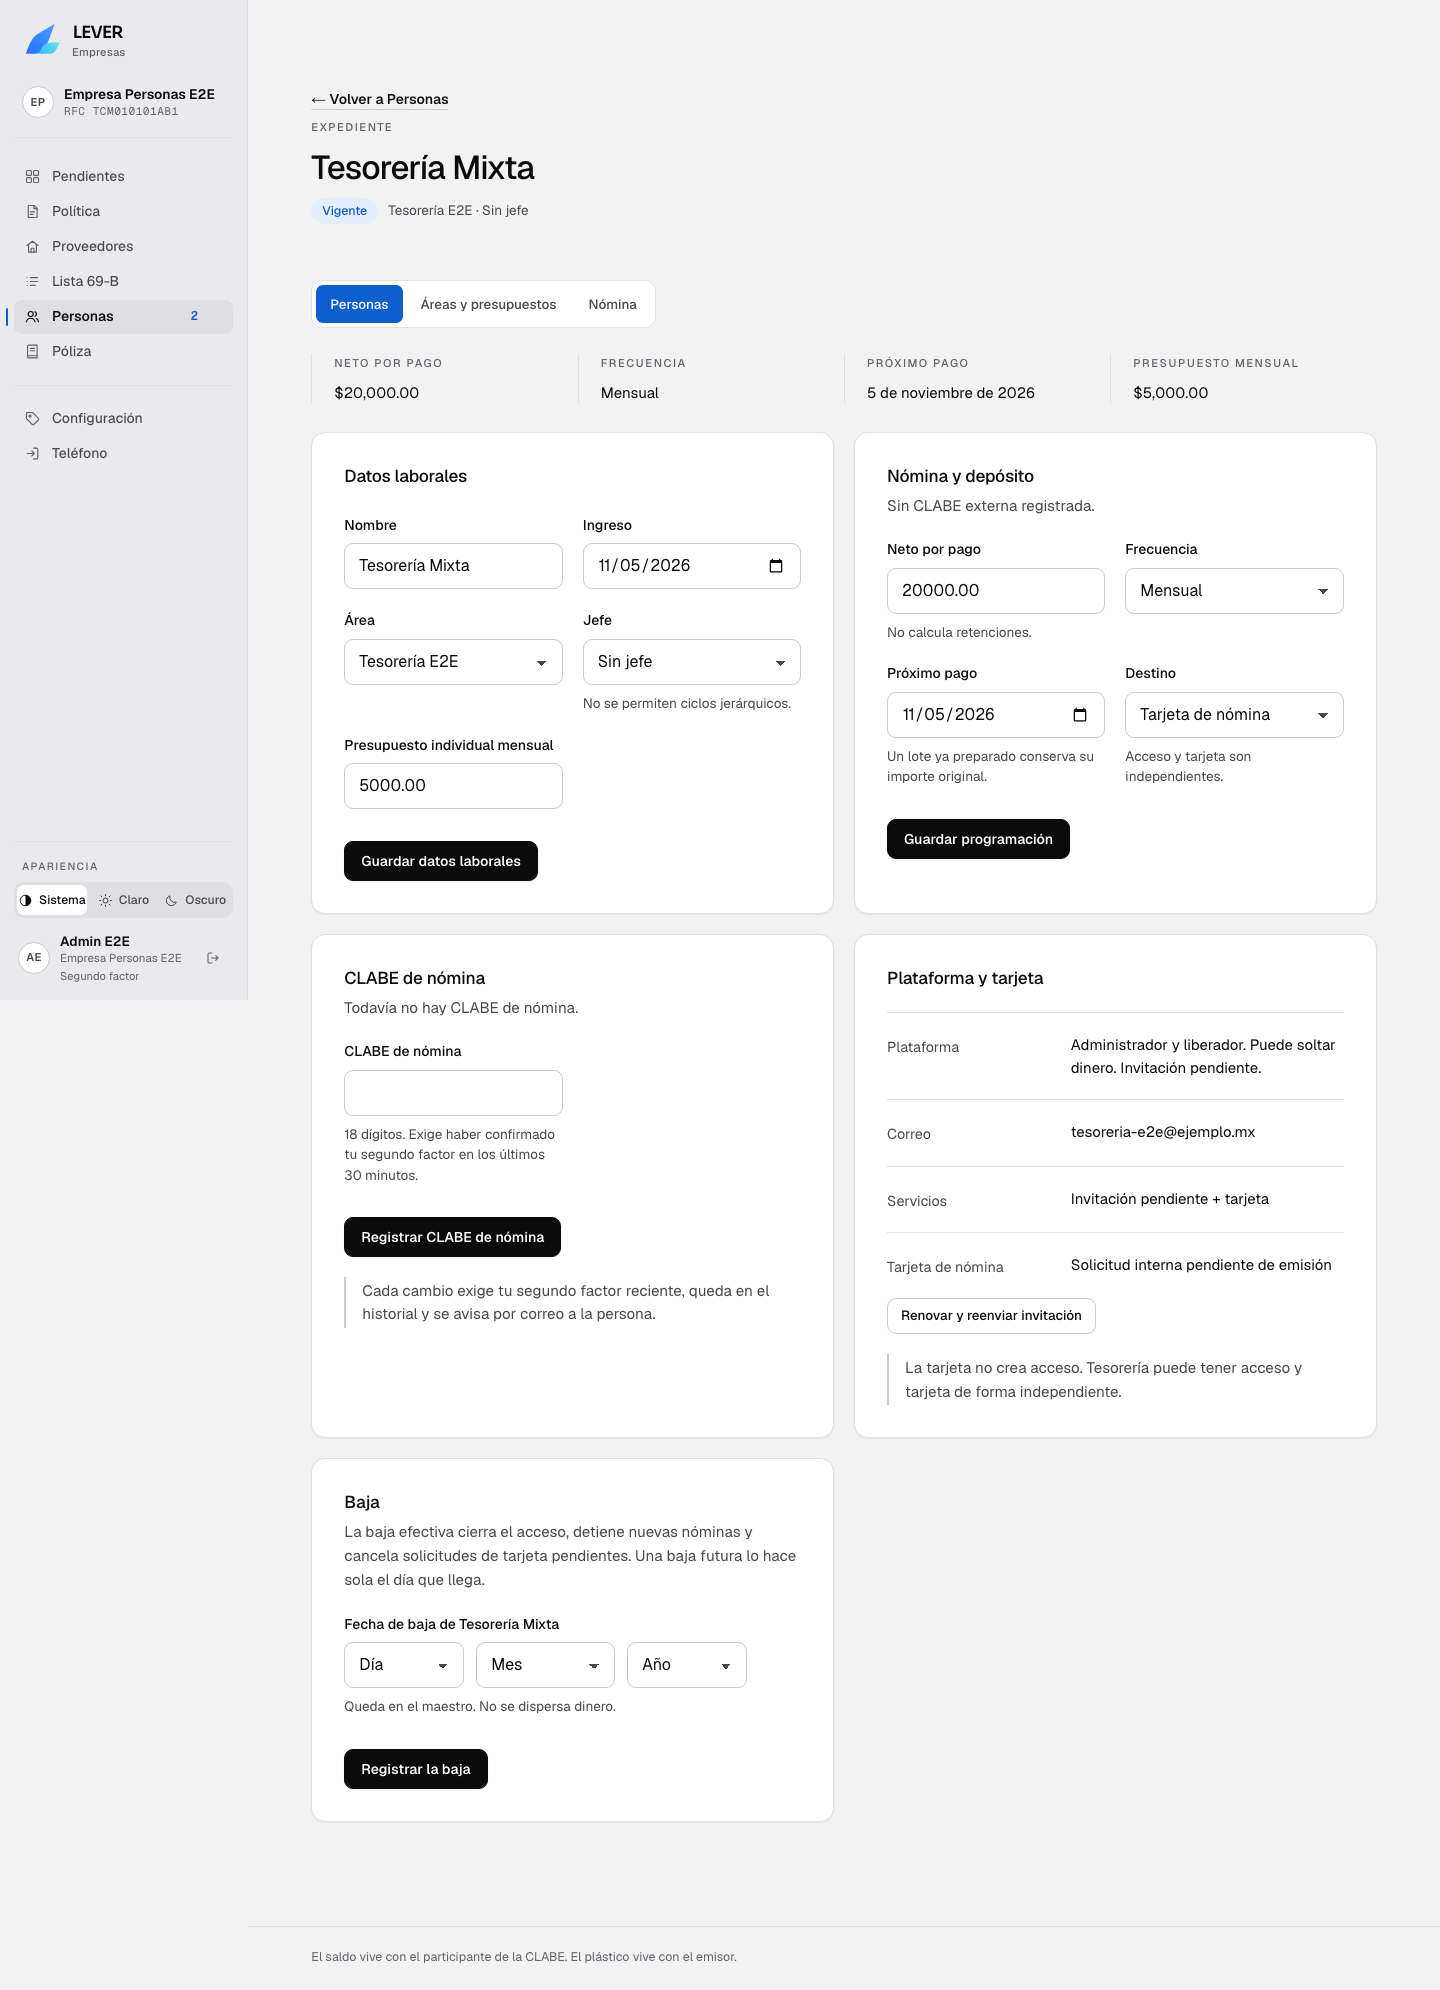 LEVER
Empresas
EP
Empresa Personas E2E
RFC TCM010101AB1
Pendientes
Política
Proveedores
Lista 69-B
Personas 2
Póliza
Configuración
Teléfono
APARIENCIA
Sistema Claro Oscuro
AE
Admin E2E
Empresa Personas E2E
Segundo factor
← Volver a Personas
EXPEDIENTE
Tesorería Mixta
Vigente Tesorería E2E · Sin jefe
Personas Áreas y presupuestos Nómina
NETO POR PAGO
$20,000.00
FRECUENCIA
Mensual
PRÓXIMO PAGO
5 de noviembre de 2026
PRESUPUESTO MENSUAL
$5,000.00
Datos laborales
Nombre
Tesorería Mixta
Ingreso
11/05/2026
Área
Tesorería E2E
Jefe
Sin jefe
No se permiten ciclos jerárquicos.
Presupuesto individual mensual
5000.00
Guardar datos laborales
Nómina y depósito
Sin CLABE externa registrada.
Neto por pago
20000.00
No calcula retenciones.
Frecuencia
Mensual
Próximo pago
11/05/2026
Un lote ya preparado conserva su
importe original.
Destino
Tarjeta de nómina
Acceso y tarjeta son
independientes.
Guardar programación
CLABE de nómina
Todavía no hay CLABE de nómina.
CLABE de nómina
18 dígitos. Exige haber confirmado
tu segundo factor en los últimos
30 minutos.
Registrar CLABE de nómina
Cada cambio exige tu segundo factor reciente, queda en el
historial y se avisa por correo a la persona.
Plataforma y tarjeta
Plataforma
Administrador y liberador. Puede soltar
dinero. Invitación pendiente.
Correo
tesoreria-e2e@ejemplo.mx
Servicios
Invitación pendiente + tarjeta
Tarjeta de nómina
Solicitud interna pendiente de emisión
Renovar y reenviar invitación
La tarjeta no crea acceso. Tesorería puede tener acceso y
tarjeta de forma independiente.
Baja
La baja efectiva cierra el acceso, detiene nuevas nóminas y
cancela solicitudes de tarjeta pendientes. Una baja futura lo hace
sola el día que llega.
Fecha de baja de Tesorería Mixta
Día Mes Año
Queda en el maestro. No se dispersa dinero.
Registrar la baja
El saldo vive con el participante de la CLABE. El plástico vive con el emisor.